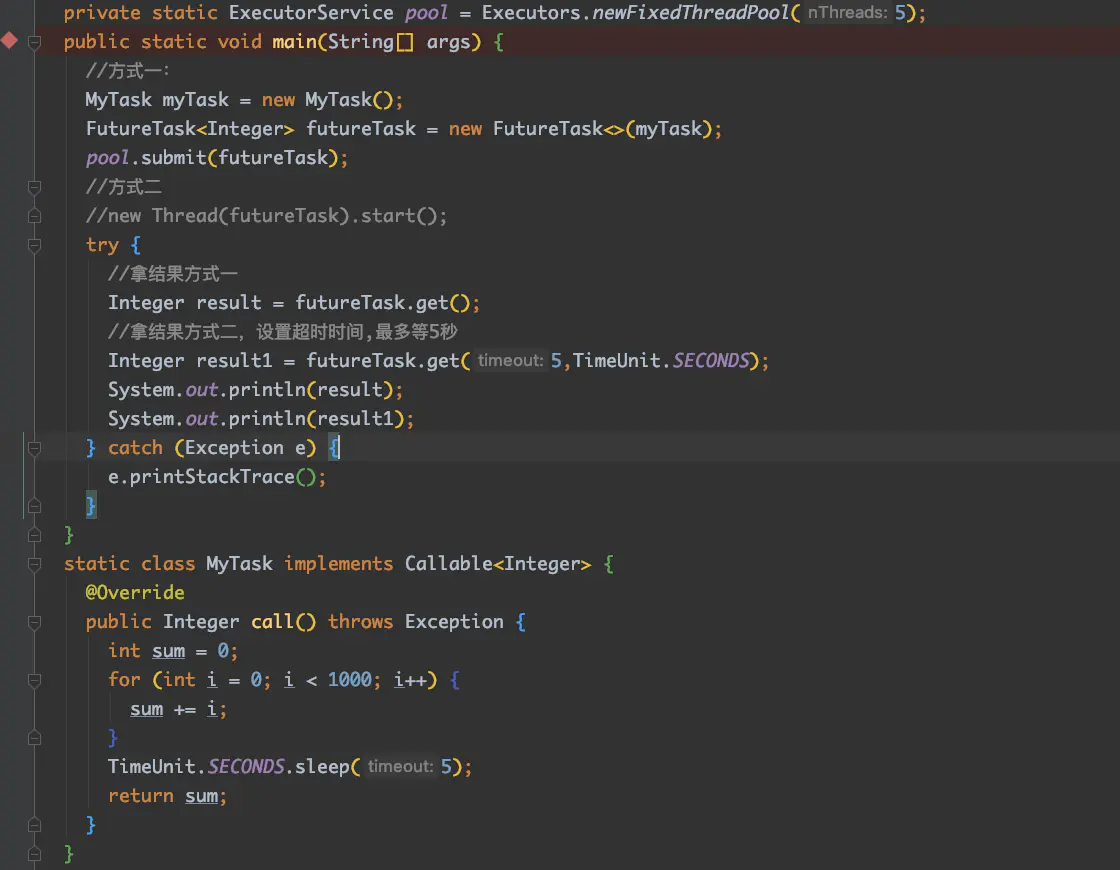 private static ExecutorService pool = Executors.newFixedThreadPool( nThreads: 5);
public static void main(String[] args) {
//方式一：
MyTask myTask = new MyTask();
FutureTask<Integer> futureTask = new FutureTask<>(myTask);
pool.submit(futureTask);
//方式二
//new Thread(futureTask).start();
try {
//拿结果方式一
Integer result = futureTask.get();
//拿结果方式二，设置超时时间,最多等5秒
Integer result1 = futureTask.get( timeout: 5,TimeUnit.SECONDS);
System.out.println(result);
System.out.println(result1);
} catch (Exception e) {
e.printStackTrace();
}
}
static class MyTask implements Callable<Integer> {
@Override
public Integer call() throws Exception {
int sum = 0;
for (int i = 0; i < 1000; i++) {
sum += i;
}
TimeUnit.SECONDS.sleep( timeout: 5);
return sum;
}
}